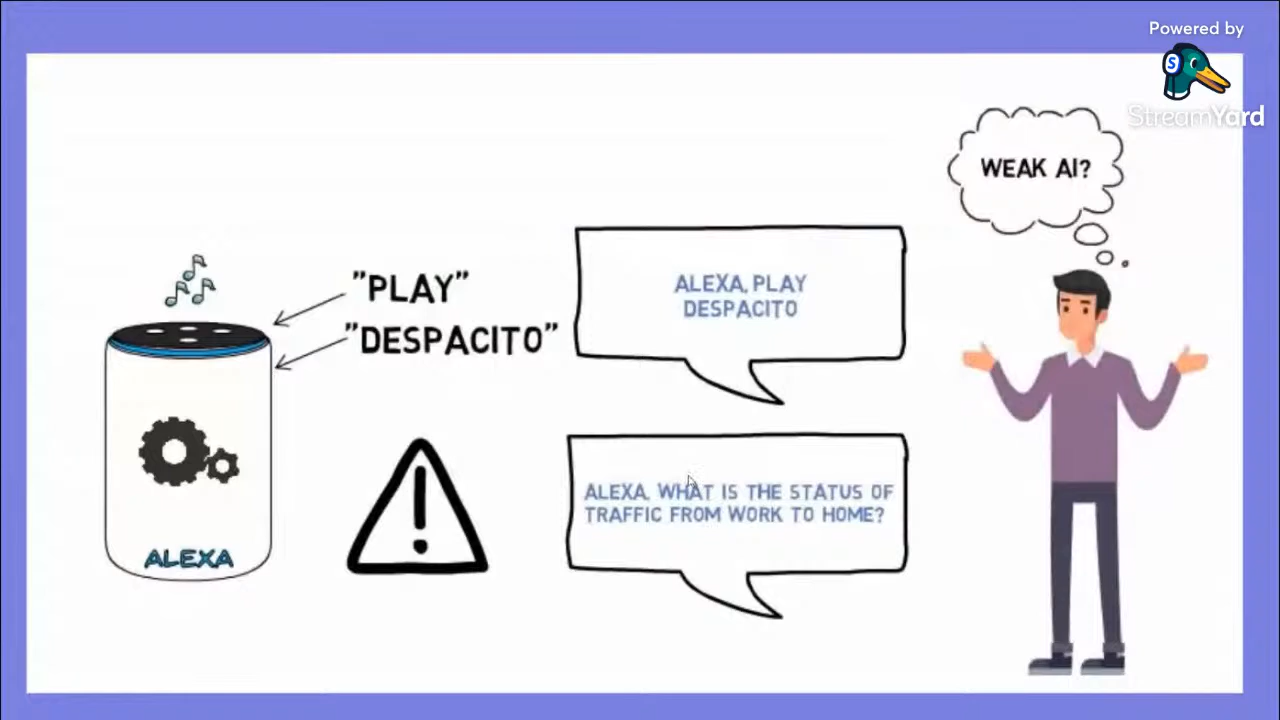 Powered by
S
StreamYard
WEAK AI?
"PLAY"
"DESPACITO"
ALEXA, PLAY
DESPACITO
ALEXA, WHAT IS THE STATUS OF
TRAFFIC FROM WORK TO HOME?
ALEXA